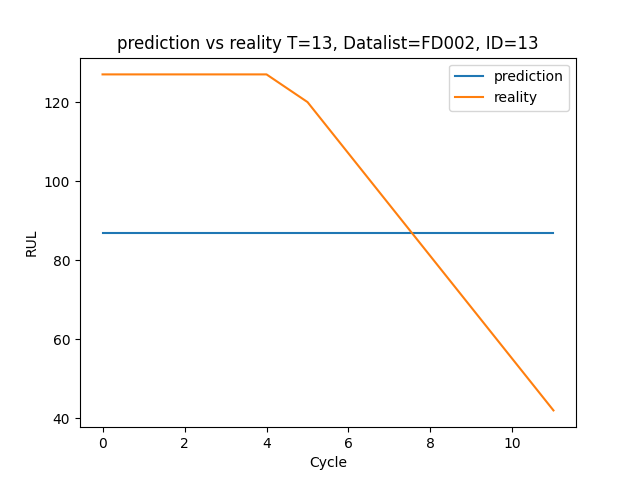 prediction vs reality T=13, Datalist=FD002, ID=13
prediction
reality
120
100
80
60
40
RUL
0 2 4 6 8 10
Cycle